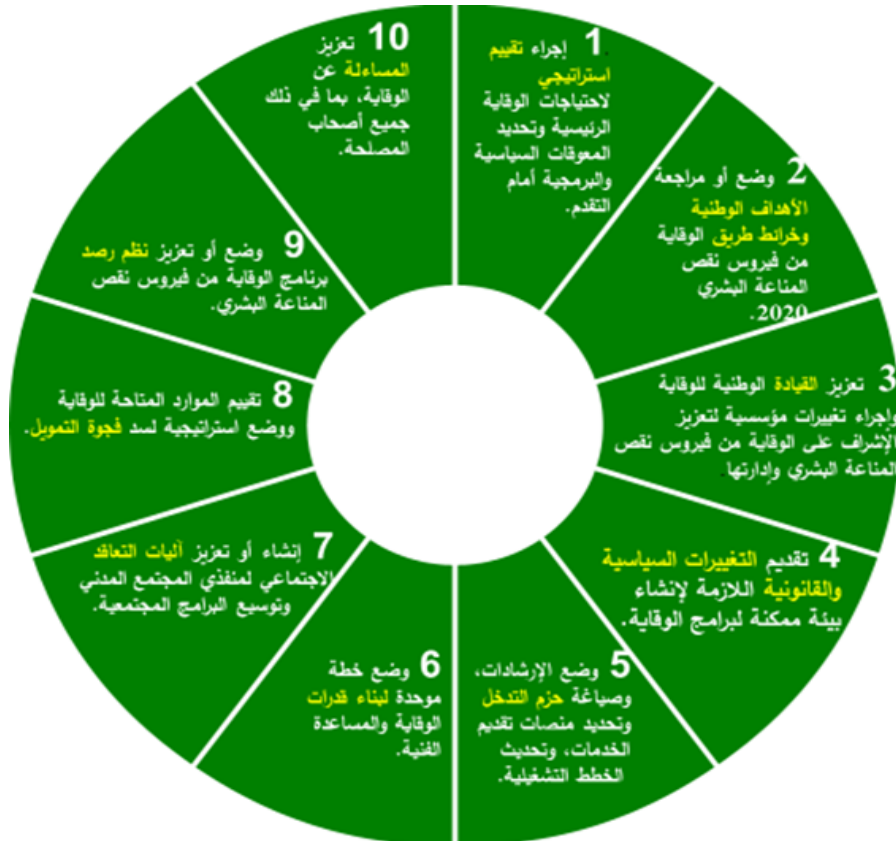 1. إجراء تقييم
استراتيجي
لاحتياجات الوقاية
الرئيسية وتحديد
المعوقات السياسية
والبرمجية أمام
التقدم.
2 وضع أو مراجعة
الأهداف الوطنية
وخرائط طريق الوقاية
من فيروس نقص
المناعة البشري
2020.
3 تعزيز القيادة الوطنية للوقاية
وإجراء تغييرات مؤسسية لتعزيز
الإشراف على الوقاية من فيروس نقص
المناعة البشري وإدارتها.
4 تقديم التغييرات السياسية
والقانونية اللازمة لإنشاء
بيئة ممكنة لبرامج الوقاية.
5 وضع الإرشادات،
وصياغة حزم التدخل
وتحديد منصات تقديم
الخدمات، وتحديث
الخطط التشغيلية.
6 وضع خطة
موحدة لبناء قدرات
الوقاية والمساعدة
الفنية.
7 إنشاء أو تعزيز آليات التعاقد
الاجتماعي لمنفذي المجتمع المدني
وتوسيع البرامج المجتمعية.
8 تقييم الموارد المتاحة للوقاية
ووضع استراتيجية لسد فجوة التمويل.
9 وضع أو تعزيز نظم رصد
برنامج الوقاية من فيروس نقص
المناعة البشري.
10 تعزيز
المساءلة عن
الوقاية، بما في ذلك
جميع أصحاب
المصلحة.